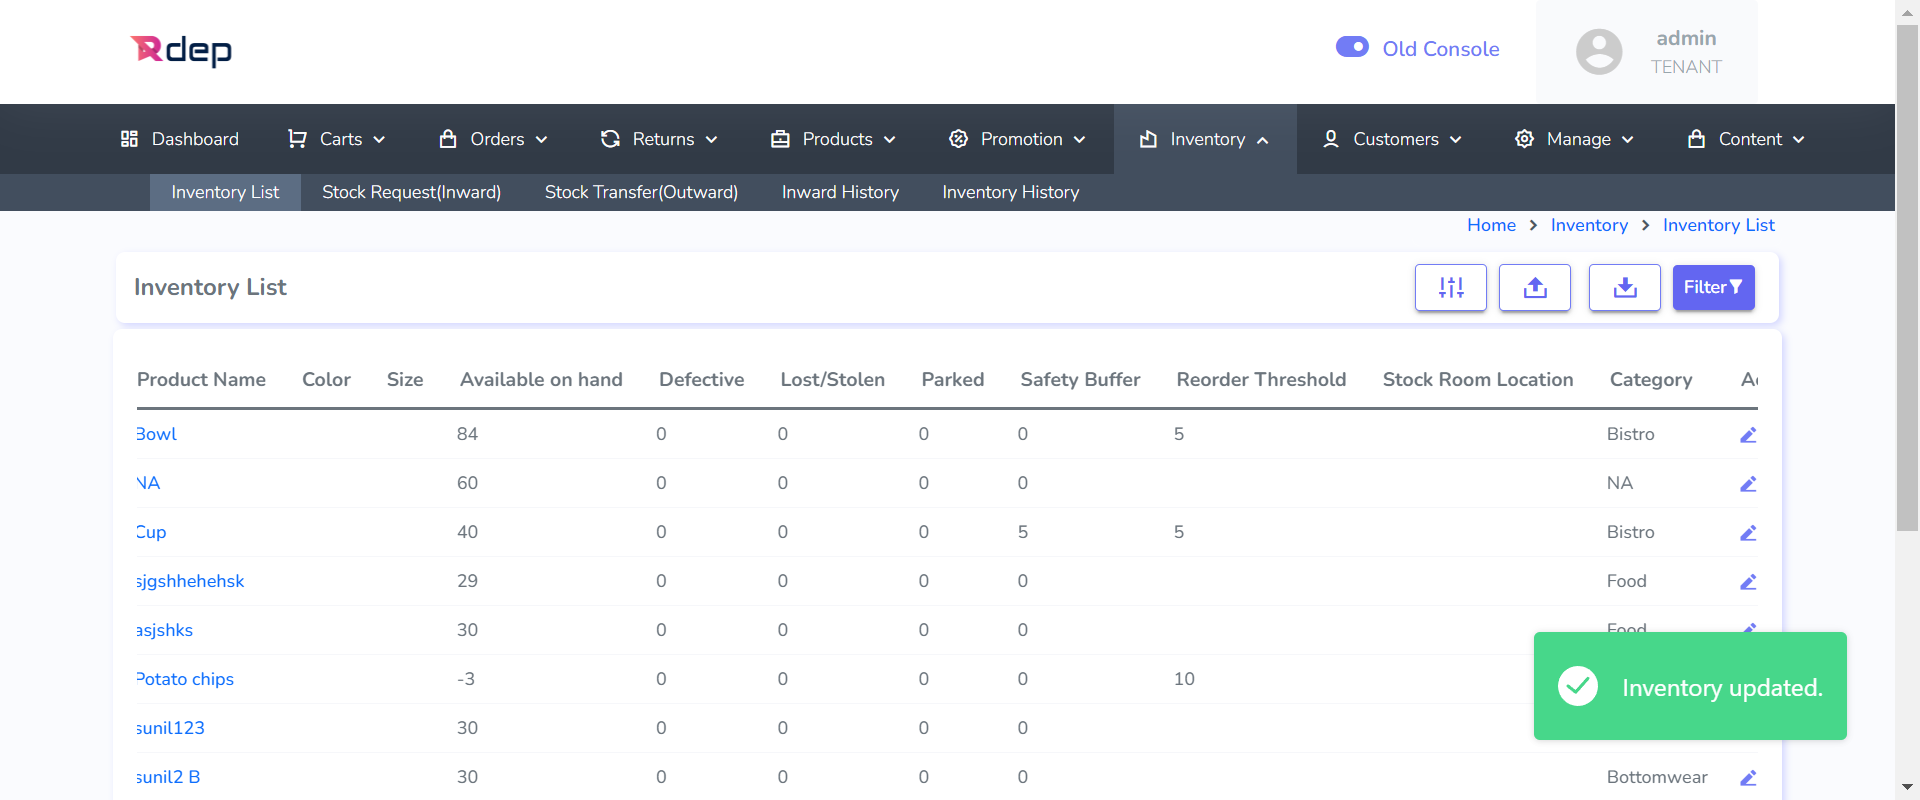 Rdep
Old Console
admin
TENANT
Dashboard Carts Orders Returns Products Promotion Inventory Customers Manage Content
Inventory List Stock Request(Inward) Stock Transfer(Outward) Inward History Inventory History
Home > Inventory > Inventory List
Inventory List
Filter
Product Name Color Size Available on hand Defective Lost/Stolen Parked Safety Buffer Reorder Threshold Stock Room Location Category
Bowl 84 0 0 0 0 5 Bistro
NA 60 0 0 0 0 NA
Cup 40 0 0 0 5 5 Bistro
sjgshhehehsk 29 0 0 0 0 Food
asjshks 30 0 0 0 0 Food
Potato chips -3 0 0 0 0 10
sunil123 30 0 0 0 0
sunil2 B 30 0 0 0 0 Bottomwear
Inventory updated.